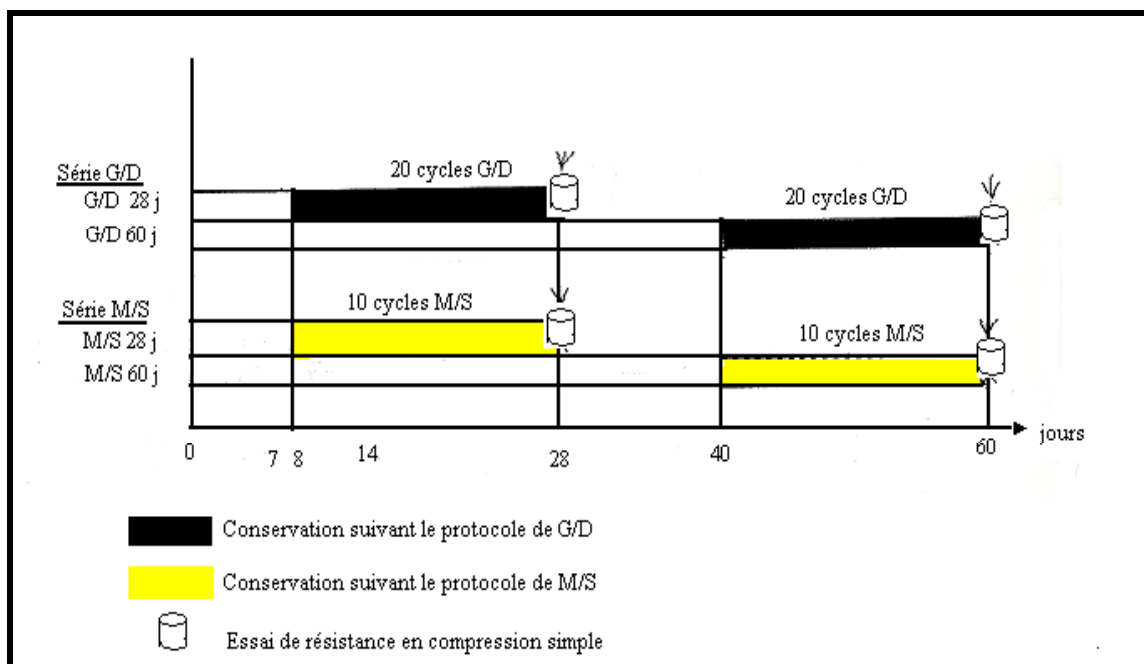 20 cycles G/D
Série G/D
G/D 28 j
20 cycles G/D
G/D 60 j
10 cycles M/S
Série M/S
M/S 28 j
10 cycles M/S
M/S 60 j
jours
0 7 8 14 28 40 60
Conservation suivant le protocole de G/D
Conservation suivant le protocole de M/S
Essai de résistance en compression simple